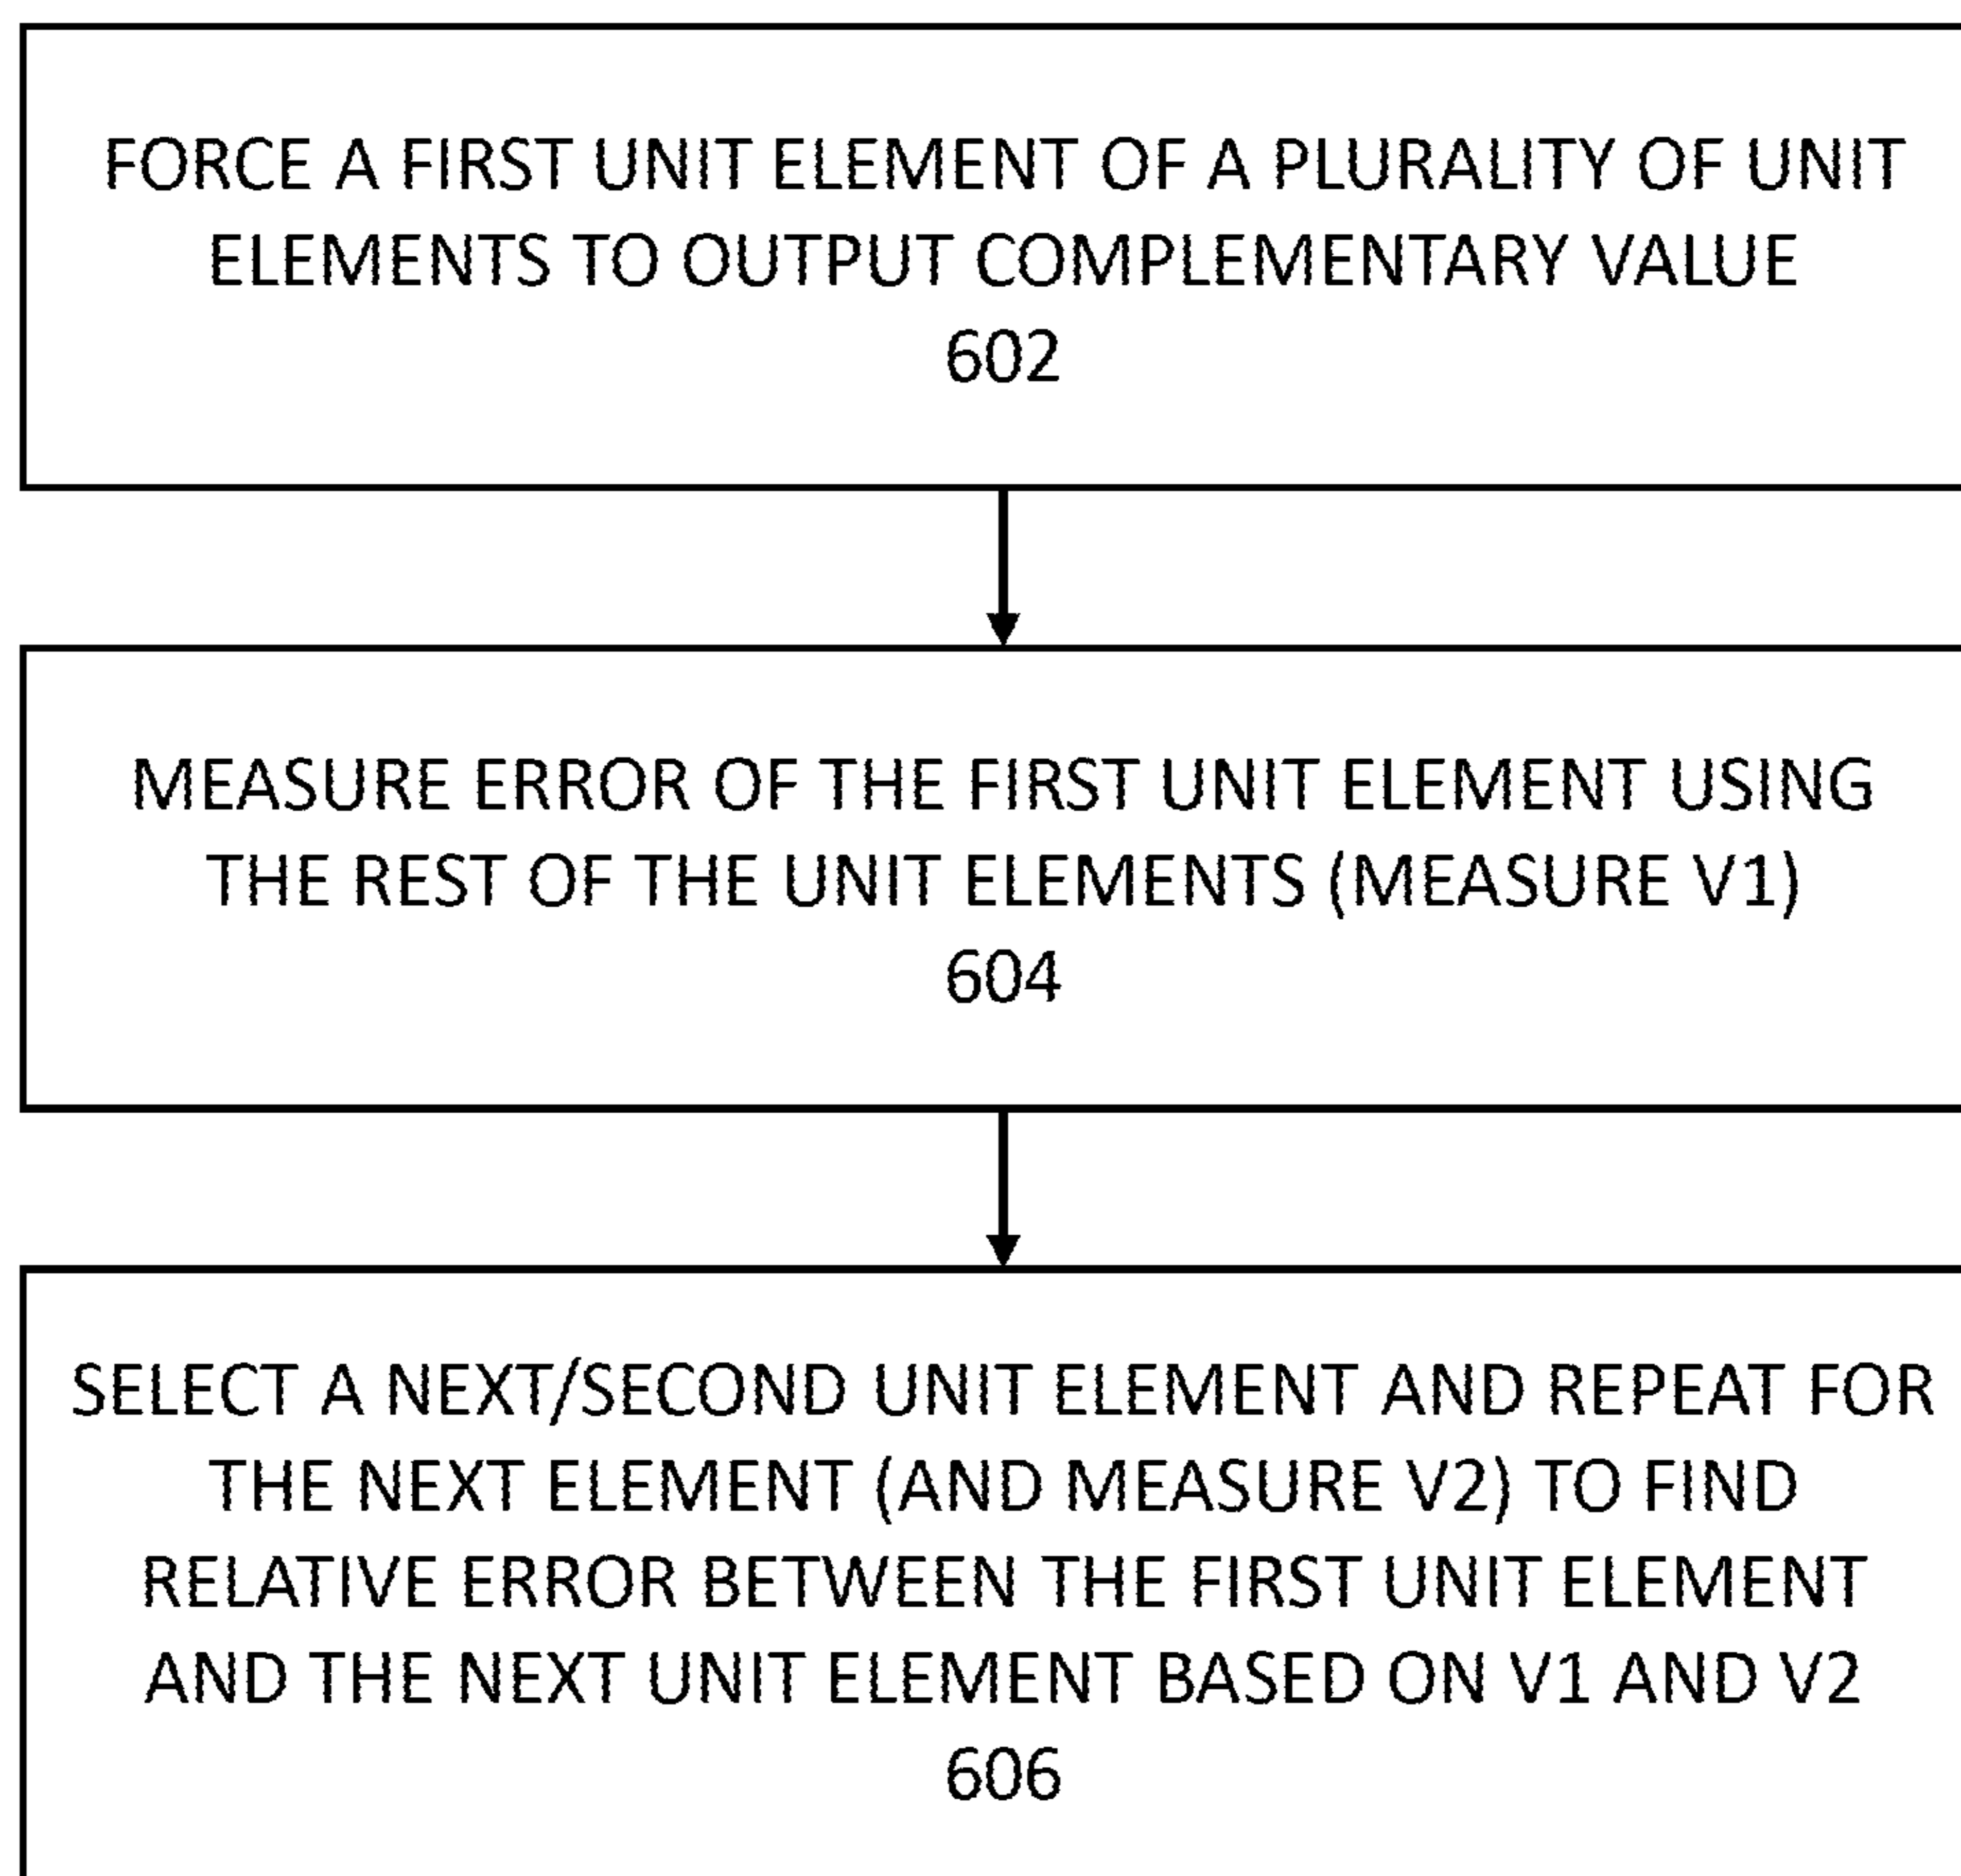 FORCE A FIRST UNIT ELEMENT OF A PLURALITY OF UNIT
ELEMENTS TO OUTPUT COMPLEMENTARY VALUE
602
MEASURE ERROR OF THE FIRST UNIT ELEMENT USING
THE REST OF THE UNIT ELEMENTS (MEASURE V1)
604
SELECT A NEXT/SECOND UNIT ELEMENT AND REPEAT FOR
THE NEXT ELEMENT (AND MEASURE V2) TO FIND
RELATIVE ERROR BETWEEN THE FIRST UNIT ELEMENT
AND THE NEXT UNIT ELEMENT BASED ON V1 AND V2
606